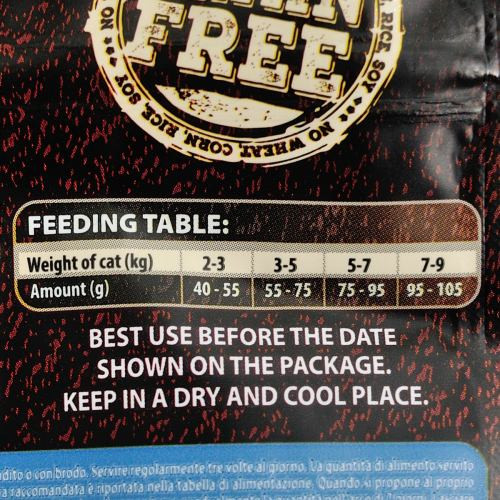 FREE
NO WHEAT, CORN, RICE, SOY
FEEDING TABLE:
Weight of cat (kg) 2-3 3-5 5-7 7-9
Amount (g) 40 - 55 55 - 75 75 - 95 95 - 105
BEST USE BEFORE THE DATE
SHOWN ON THE PACKAGE.
KEEP IN A DRY AND COOL PLACE.
o con brodo. Servire regolarmente tre volte al giorno. La quantità di alimento servito
raccomandata è riportata nella tabella di alimentazione. Quando si propone al proprio